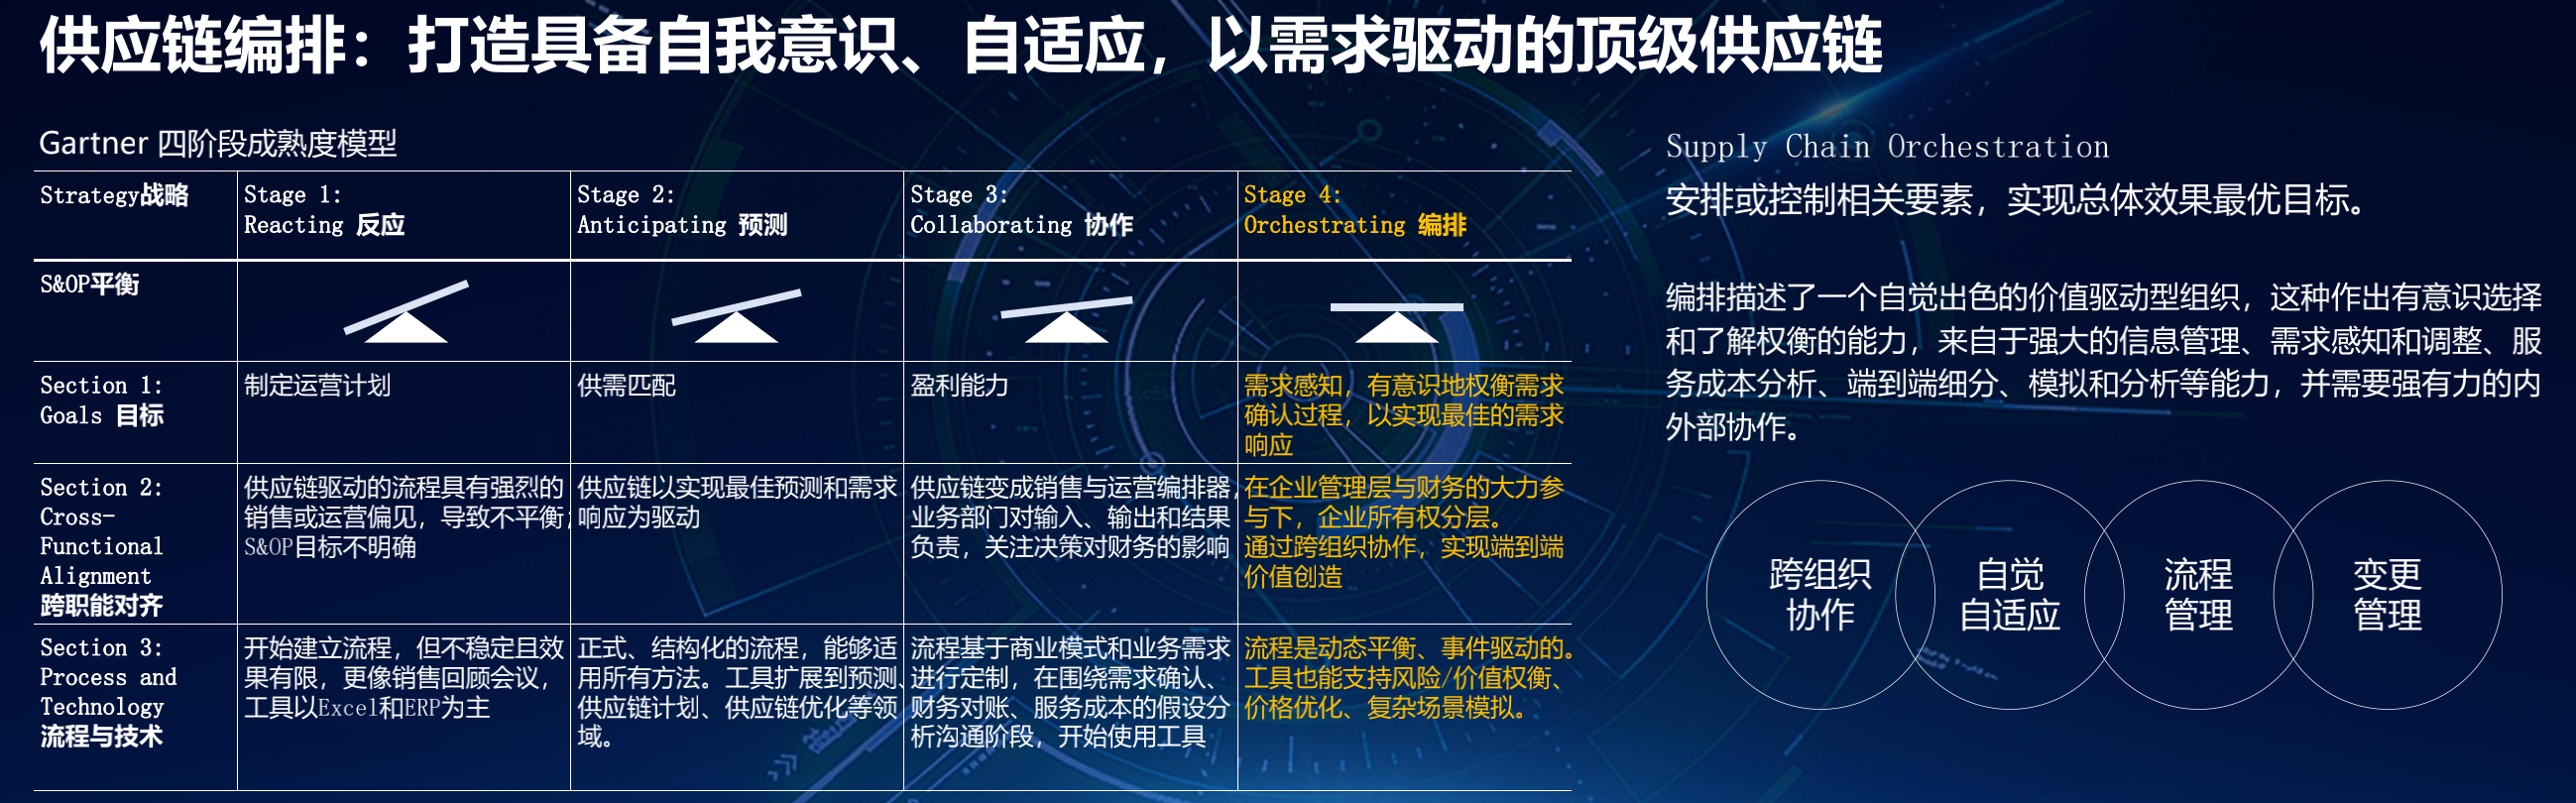 供应链编排：打造具备自我意识、自适应，以需求驱动的顶级供应链
Gartner 四阶段成熟度模型
Strategy战略
Stage 1:
Reacting 反应
Stage 2:
Anticipating 预测
Stage 3:
Collaborating 协作
Stage 4:
Orchestrating 编排
S&OP平衡
Section 1:
Goals 目标
制定运营计划
供需匹配
盈利能力
需求感知，有意识地权衡需求
确认过程，以实现最佳的需求
响应
Section 2:
Cross-
Functional
Alignment
跨职能对齐
供应链驱动的流程具有强烈的
销售或运营偏见，导致不平衡；
S&OP目标不明确
供应链以实现最佳预测和需求
响应为驱动
供应链变成销售与运营编排器，
业务部门对输入、输出和结果
负责，关注决策对财务的影响
在企业管理层与财务的大力参
与下，企业所有权分层。
通过跨组织协作，实现端到端
价值创造
Section 3:
Process and
Technology
流程与技术
开始建立流程，但不稳定且效
果有限，更像销售回顾会议，
工具以Excel和ERP为主
正式、结构化的流程，能够适
用所有方法。工具扩展到预测、
供应链计划、供应链优化等领
域。
流程基于商业模式和业务需求
进行定制，在围绕需求确认、
财务对账、服务成本的假设分
析沟通阶段，开始使用工具
流程是动态平衡、事件驱动的。
工具也能支持风险/价值权衡、
价格优化、复杂场景模拟。
Supply Chain Orchestration
安排或控制相关要素，实现总体效果最优目标。
编排描述了一个自觉出色的价值驱动型组织，这种作出有意识选择
和了解权衡的能力，来自于强大的信息管理、需求感知和调整、服
务成本分析、端到端细分、模拟和分析等能力，并需要强有力的内
外部协作。
跨组织
协作
自觉
自适应
流程
管理
变更
管理